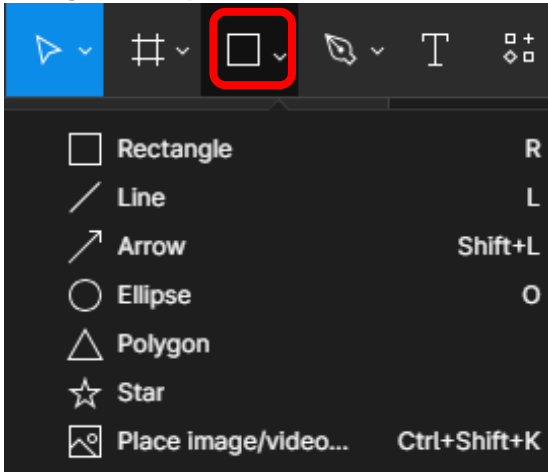 T
Rectangle R
Line L
Arrow Shift+L
Ellipse O
Polygon
Star
Place image/video... Ctrl+Shift+K